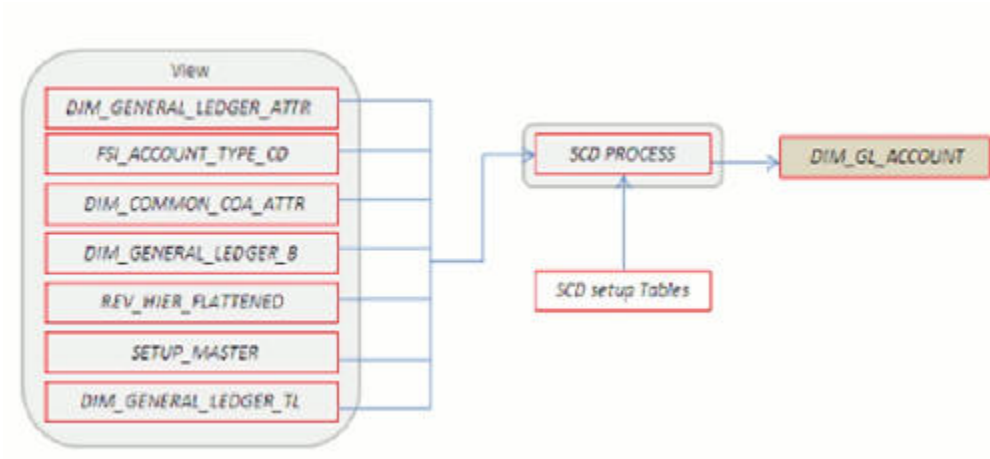 View
DIM_GENERAL_LEDGER_ATTR
FSI_ACCOUNT_TYPE_CD
DIM_COMMON_COA_ATTR
DIM_GENERAL_LEDGER_B
REV_HIER_FLATTENED
SETUP_MASTER
DIM_GENERAL_LEDGER_TL
SCD PROCESS
SCD setup Tables
DIM_GL_ACCOUNT